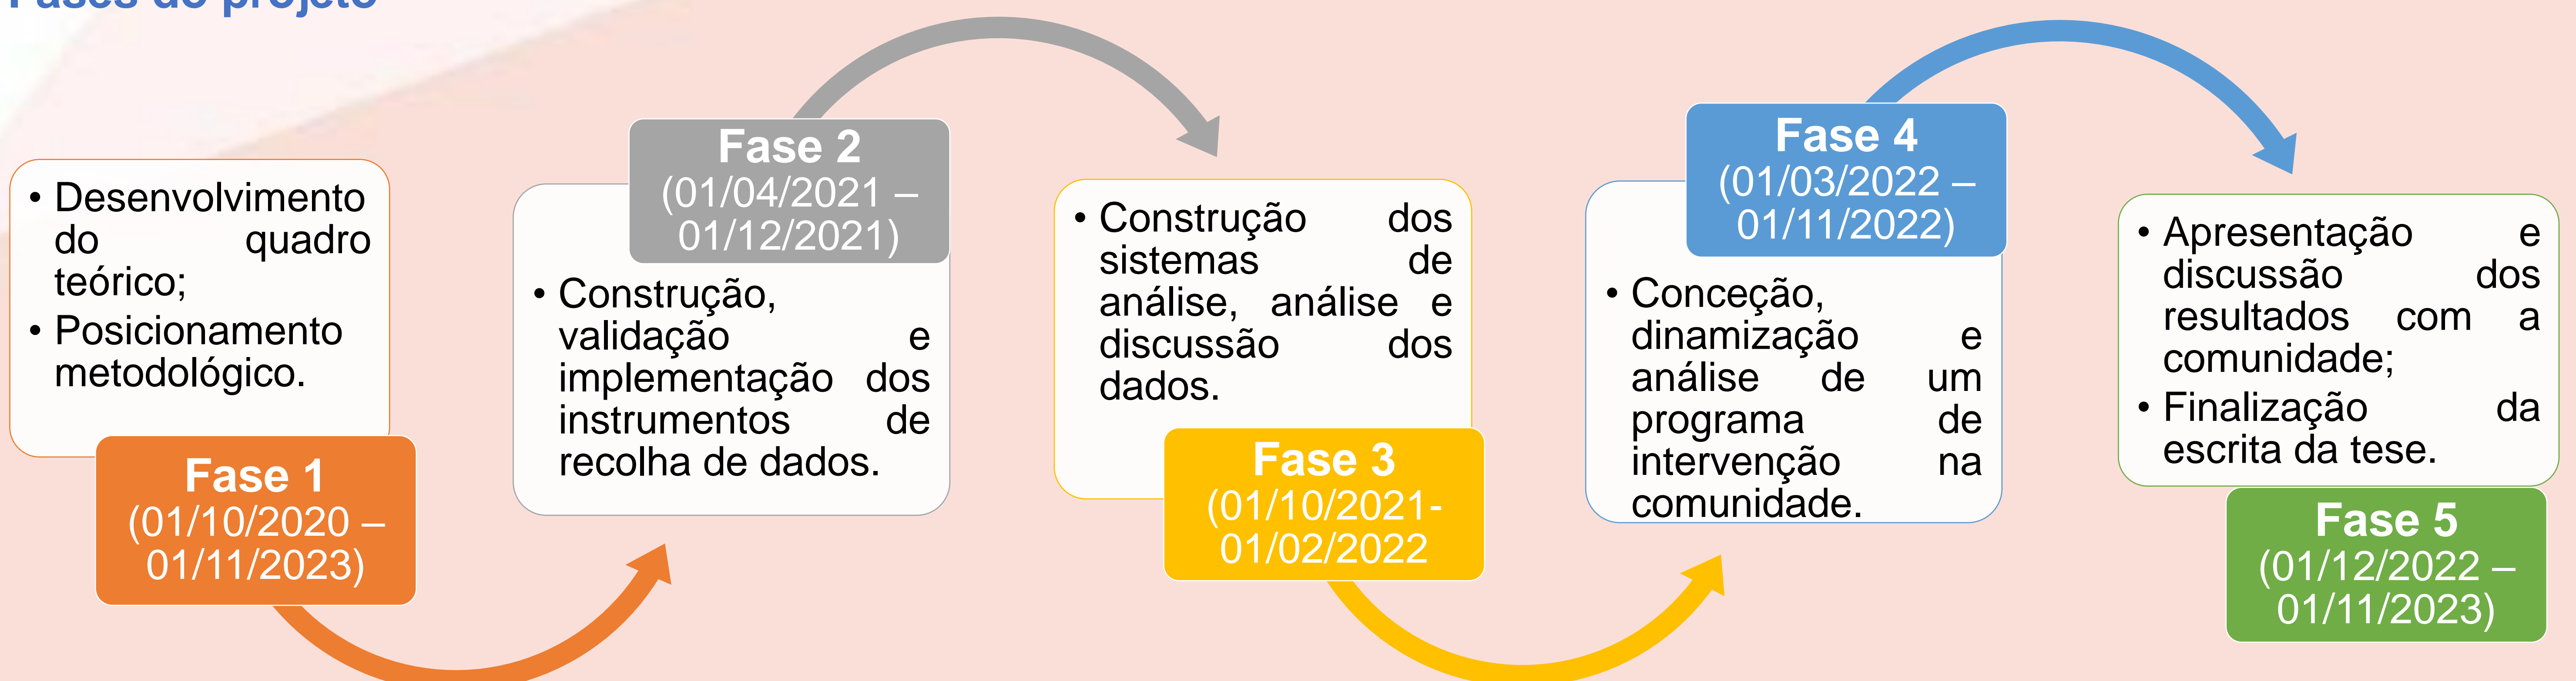 Fases do projeto
• Desenvolvimento
do quadro
teórico;
• Posicionamento
metodológico.
Fase 1
(01/10/2020 –
01/11/2023)
Fase 2
(01/04/2021 –
01/12/2021)
• Construção,
validação e
implementação dos
instrumentos de
recolha de dados.
• Construção dos
sistemas de
análise, análise e
discussão dos
dados.
Fase 3
(01/10/2021-
01/02/2022
Fase 4
(01/03/2022 –
01/11/2022)
• Conceção,
dinamização e
análise de um
programa de
intervenção na
comunidade.
• Apresentação e
discussão dos
resultados com a
comunidade;
• Finalização da
escrita da tese.
Fase 5
(01/12/2022 –
01/11/2023)